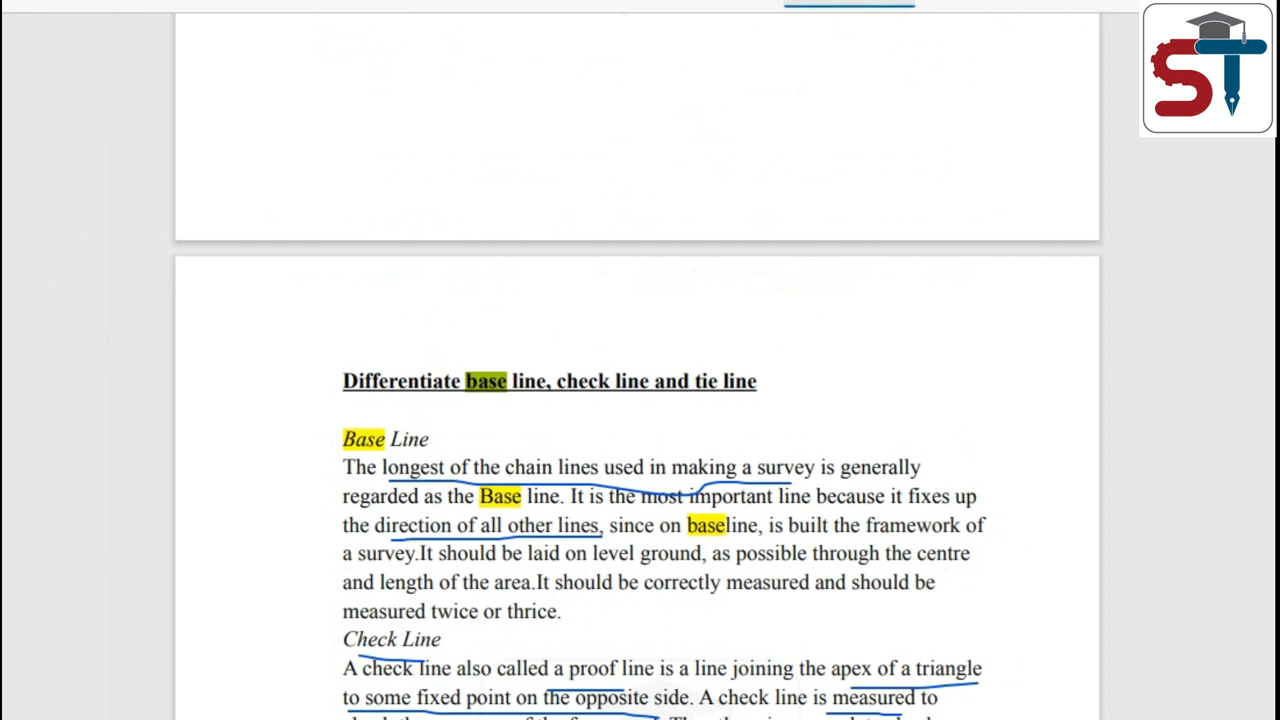 ST
Differentiate base line, check line and tie line
Base Line
The longest of the chain lines used in making a survey is generally
regarded as the Base line. It is the most important line because it fixes up
the direction of all other lines, since on baseline, is built the framework of
a survey.It should be laid on level ground, as possible through the centre
and length of the area.It should be correctly measured and should be
measured twice or thrice.
Check Line
A check line also called a proof line is a line joining the apex of a triangle
to some fixed point on the opposite side. A check line is measured to